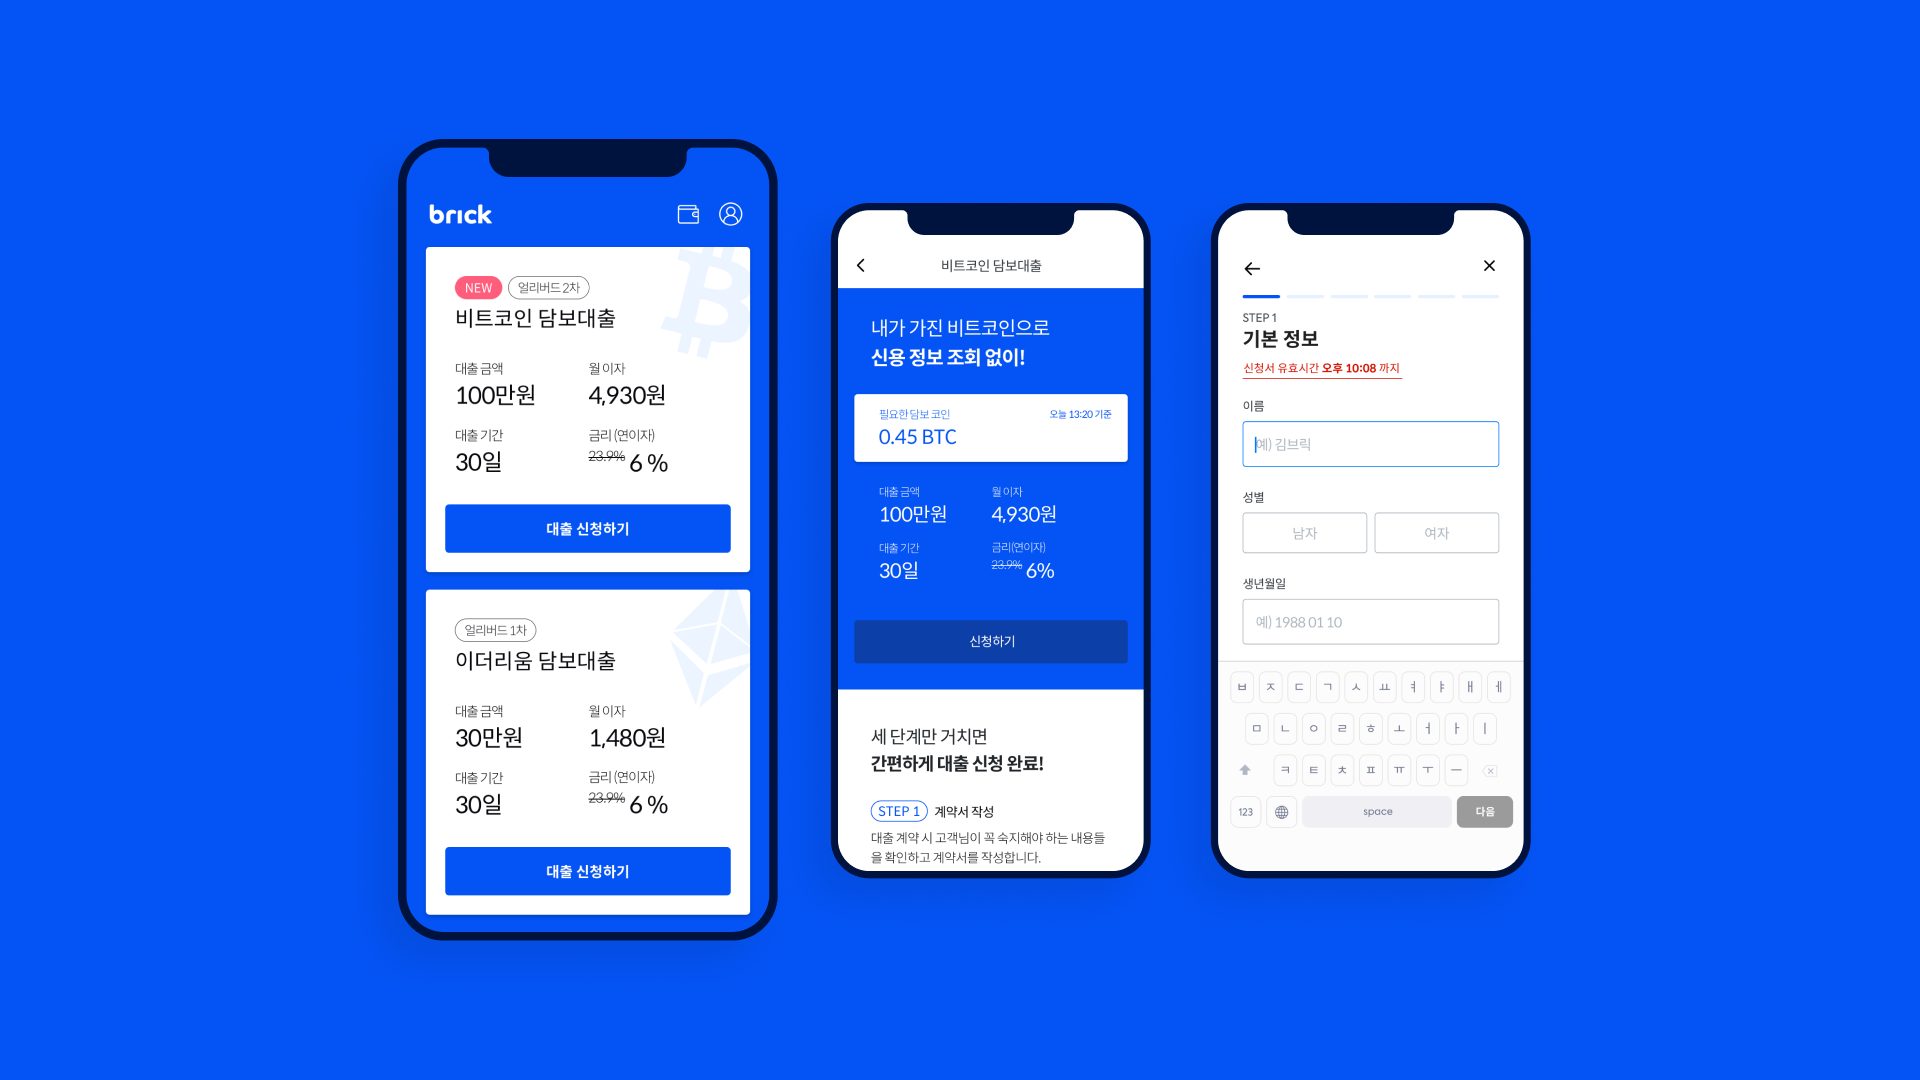 brick
NEW 얼리버드 2차
비트코인 담보대출
대출 금액 월 이자
100만원 4,930원
대출 기간 금리 (연이자)
30일 23.9% 6 %
대출 신청하기
얼리버드 1차
이더리움 담보대출
대출 금액 월 이자
30만원 1,480원
대출 기간 금리 (연이자)
30일 23.9% 6 %
대출 신청하기
비트코인 담보대출
내가 가진 비트코인으로
신용 정보 조회 없이!
필요한 담보 코인 오늘 13:20 기준
0.45 BTC
대출 금액 월 이자
100만원 4,930원
대출 기간 금리(연이자)
30일 23.9% 6%
신청하기
세 단계만 거치면
간편하게 대출 신청 완료!
STEP 1 계약서 작성
대출 계약 시 고객님이 꼭 숙지해야 하는 내용들
을 확인하고 계약서를 작성합니다.
STEP 1
기본 정보
신청서 유효시간 오후 10:08 까지
이름
예) 김브릭
성별
남자 여자
생년월일
예) 1988 01 10
ㅂ ㅈ ㄷ ㄱ ㅅ ㅛ ㅕ ㅑ ㅐ ㅔ
ㅁ ㄴ ㅇ ㄹ ㅎ ㅗ ㅓ ㅏ ㅣ
ㅋ ㅌ ㅊ ㅍ ㅠ ㅜ ㅡ
123 space 다음